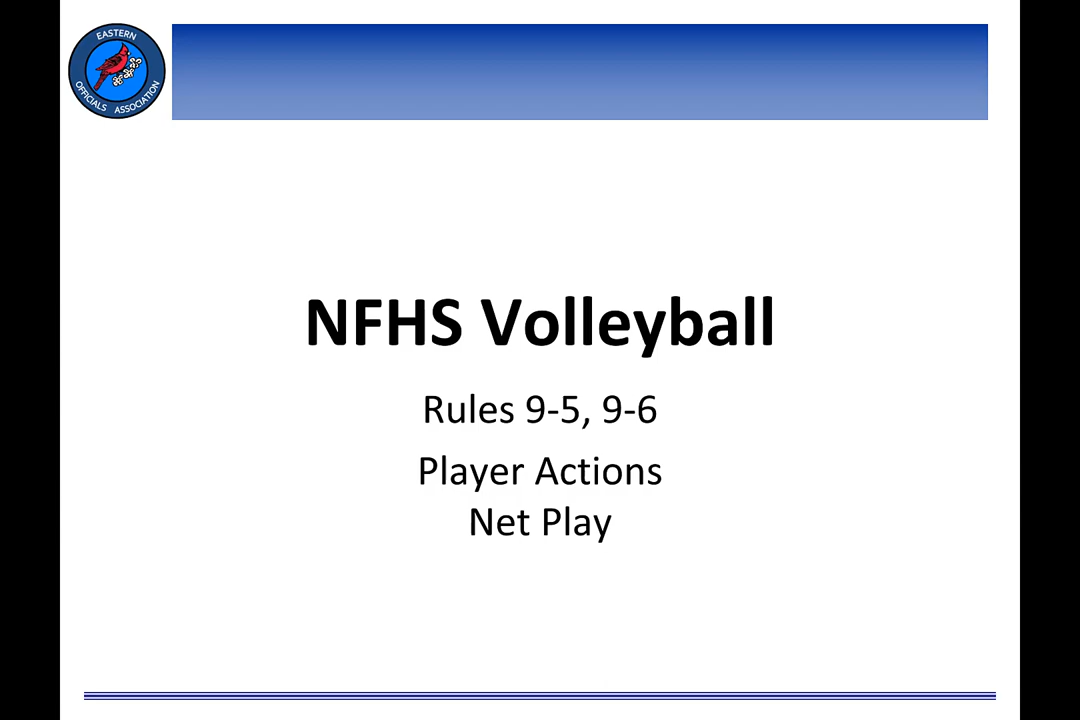 EASTERN
OFFICIALS ASSOCIATION
NFHS Volleyball
Rules 9-5, 9-6
Player Actions
Net Play